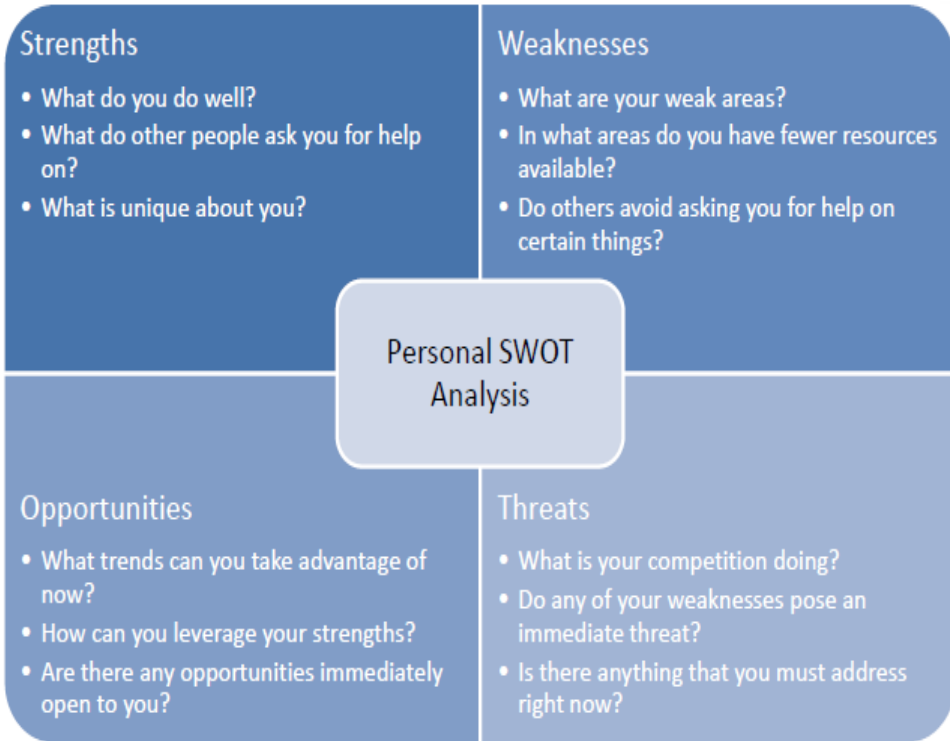 Strengths
• What do you do well?
• What do other people ask you for help
on?
• What is unique about you?
Weaknesses
• What are your weak areas?
• In what areas do you have fewer resources
available?
• Do others avoid asking you for help on
certain things?
Personal SWOT
Analysis
Opportunities
• What trends can you take advantage of
now?
• How can you leverage your strengths?
• Are there any opportunities immediately
open to you?
Threats
• What is your competition doing?
• Do any of your weaknesses pose an
immediate threat?
• Is there anything that you must address
right now?